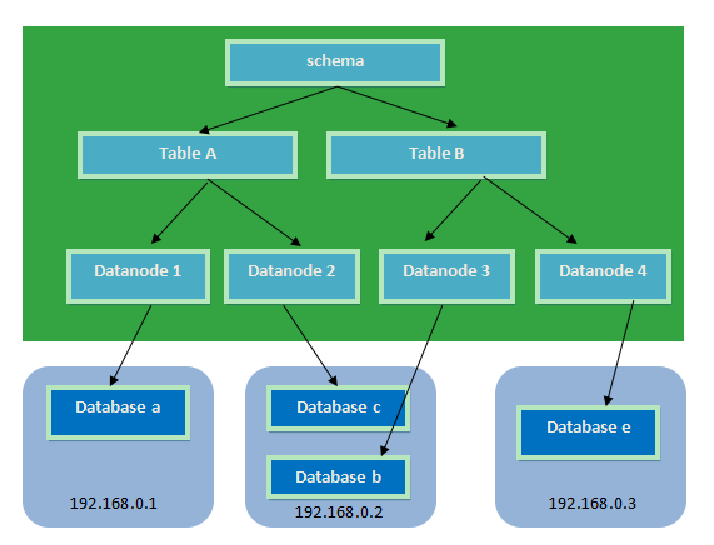 schema
Table A
Table B
Datanode 1
Datanode 2
Datanode 3
Datanode 4
Database a
Database c
Database e
Database b
192.168.0.1
192.168.0.2
192.168.0.3